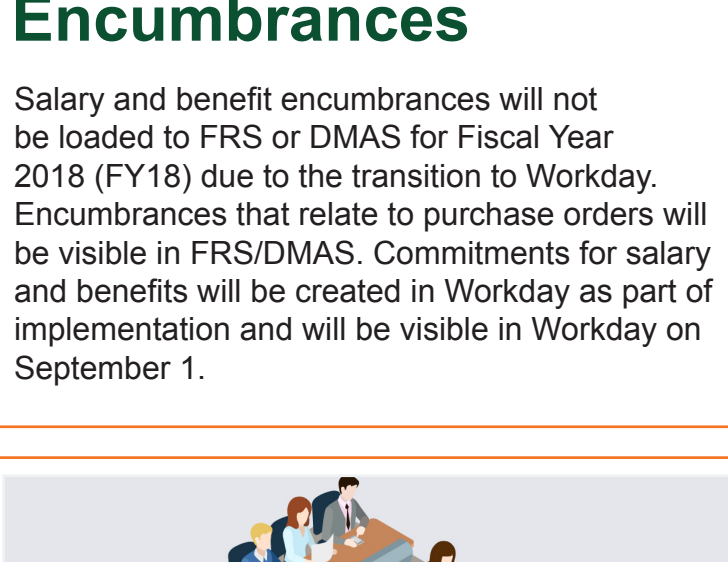 Encumbrances
Salary and benefit encumbrances will not
be loaded to FRS or DMAS for Fiscal Year
2018 (FY18) due to the transition to Workday.
Encumbrances that relate to purchase orders will
be visible in FRS/DMAS. Commitments for salary
and benefits will be created in Workday as part of
implementation and will be visible in Workday on
September 1.